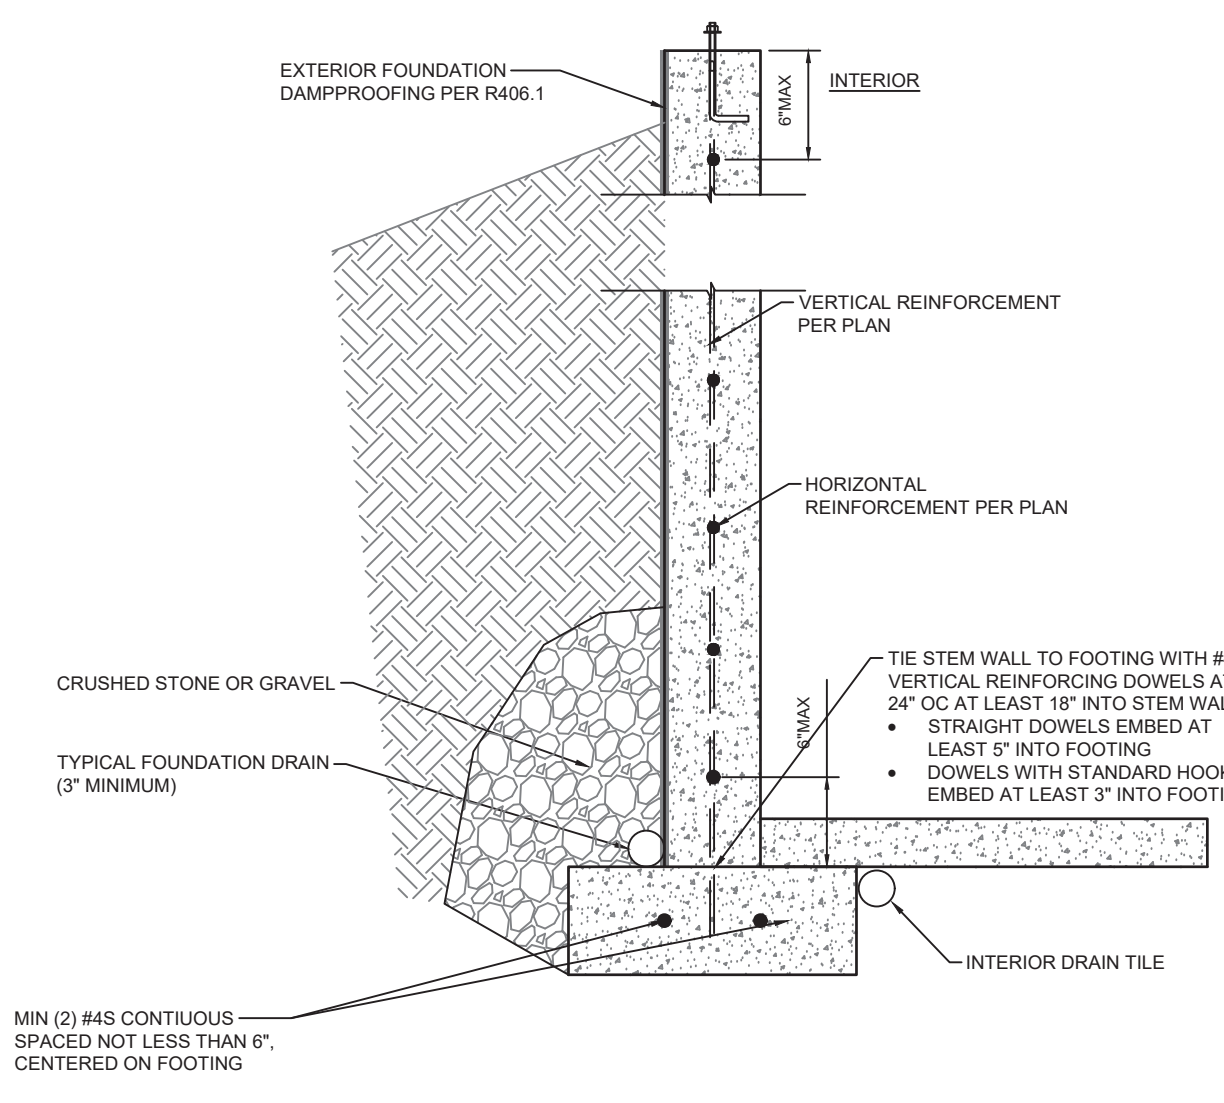 EXTERIOR FOUNDATION
DAMPPROOFING PER R406.1
6"MAX
INTERIOR
VERTICAL REINFORCEMENT
PER PLAN
HORIZONTAL
REINFORCEMENT PER PLAN
TIE STEM WALL TO FOOTING WITH #
VERTICAL REINFORCING DOWELS AT
24" OC AT LEAST 18" INTO STEM WAL
• STRAIGHT DOWELS EMBED AT
LEAST 5" INTO FOOTING
• DOWELS WITH STANDARD HOOK
EMBED AT LEAST 3" INTO FOOTI
6"MAX
CRUSHED STONE OR GRAVEL
TYPICAL FOUNDATION DRAIN
(3" MINIMUM)
INTERIOR DRAIN TILE
MIN (2) #4S CONTIUOUS
SPACED NOT LESS THAN 6",
CENTERED ON FOOTING